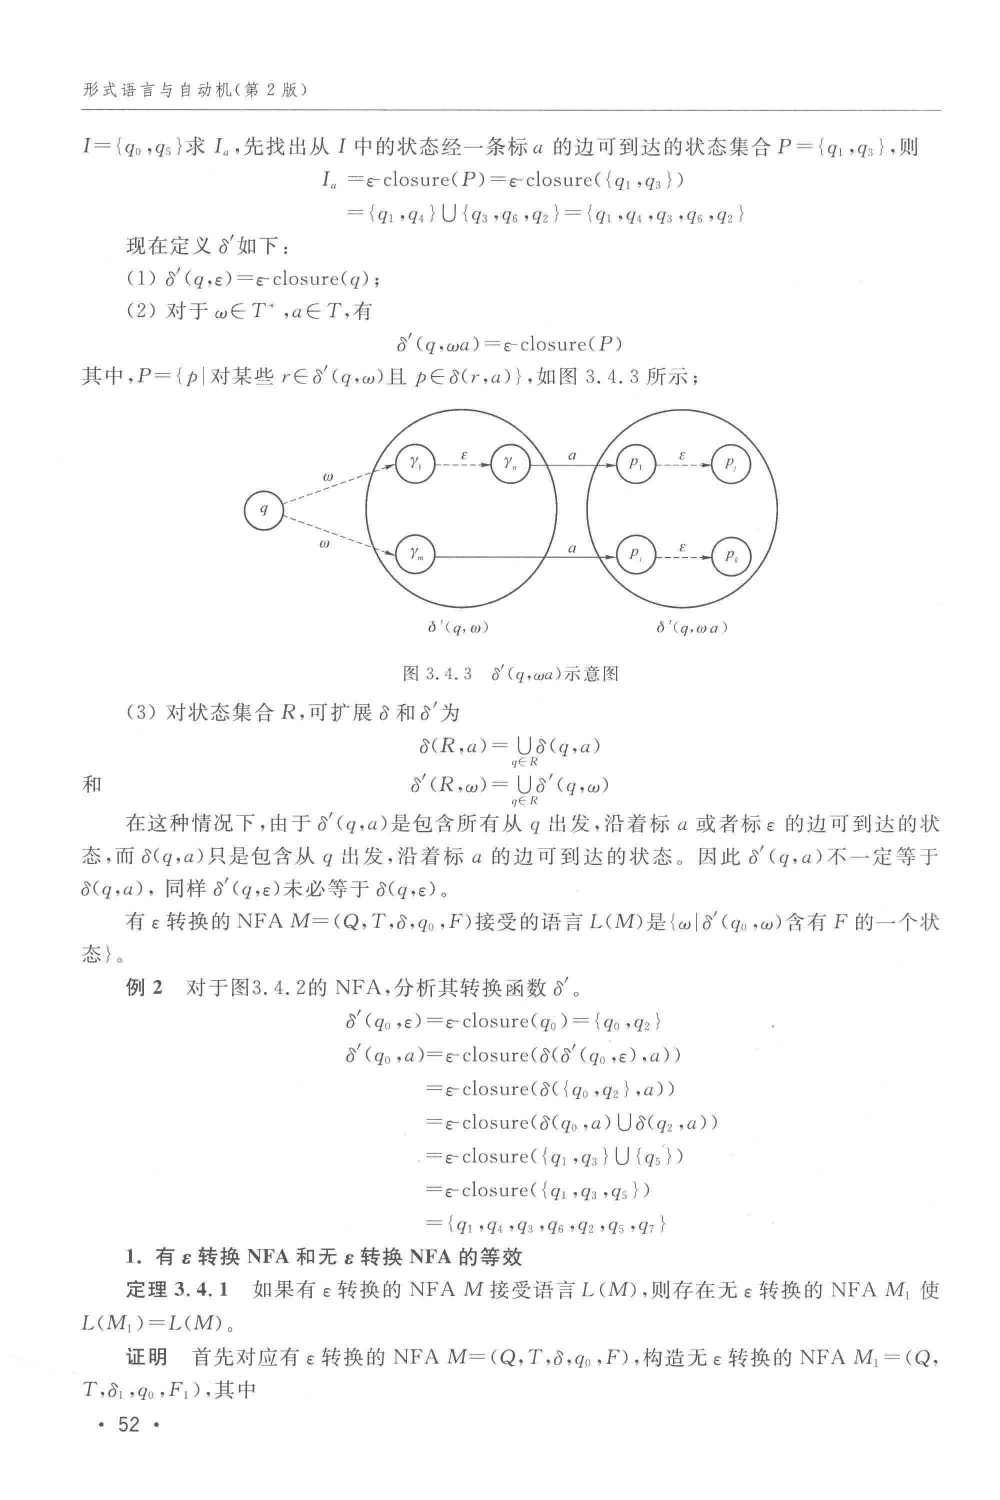 形式语言与自动机(第2版)
I={q₀,q₅}求 Iₐ,先找出从 I 中的状态经一条标 a 的边可到达的状态集合 P={q₁,q₃},则
Iₐ =ε-closure(P)=ε-closure({q₁,q₃})
={q₁,q₄}∪{q₃,q₆,q₂}={q₁,q₄,q₃,q₆,q₂}
现在定义 δ′如下:
(1) δ′(q,ε)=ε-closure(q);
(2) 对于 ω∈T*,a∈T,有
δ′(q,ωa)=ε-closure(P)
其中,P={p|对某些 r∈δ′(q,ω)且 p∈δ(r,a)},如图 3.4.3 所示;
γ₁ ε γₙ a p₁ ε pⱼ
ω
q
ω
γₘ a pᵢ ε pₖ
δ′(q,ω) δ′(q,ωa)
图 3.4.3 δ′(q,ωa)示意图
(3) 对状态集合 R,可扩展 δ 和 δ′为
δ(R,a)=∪δ(q,a)
q∈R
和 δ′(R,ω)=∪δ′(q,ω)
q∈R
在这种情况下,由于 δ′(q,a)是包含所有从 q 出发,沿着标 a 或者标 ε 的边可到达的状
态,而 δ(q,a)只是包含从 q 出发,沿着标 a 的边可到达的状态。因此 δ′(q,a)不一定等于
δ(q,a),同样 δ′(q,ε)未必等于 δ(q,ε)。
有 ε 转换的 NFA M=(Q,T,δ,q₀,F)接受的语言 L(M)是{ω|δ′(q₀,ω)含有 F 的一个状
态}。
例 2 对于图3.4.2的 NFA,分析其转换函数 δ′。
δ′(q₀,ε)=ε-closure(q₀)={q₀,q₂}
δ′(q₀,a)=ε-closure(δ(δ′(q₀,ε),a))
=ε-closure(δ({q₀,q₂},a))
=ε-closure(δ(q₀,a)∪δ(q₂,a))
=ε-closure({q₁,q₃}∪{q₅})
=ε-closure({q₁,q₃,q₅})
={q₁,q₄,q₃,q₆,q₂,q₅,q₇}
1. 有 ε 转换 NFA 和无 ε 转换 NFA 的等效
定理 3.4.1 如果有 ε 转换的 NFA M 接受语言 L(M),则存在无 ε 转换的 NFA M₁ 使
L(M₁)=L(M)。
证明 首先对应有 ε 转换的 NFA M=(Q,T,δ,q₀,F),构造无 ε 转换的 NFA M₁=(Q,
T,δ₁,q₀,F₁),其中
· 52 ·